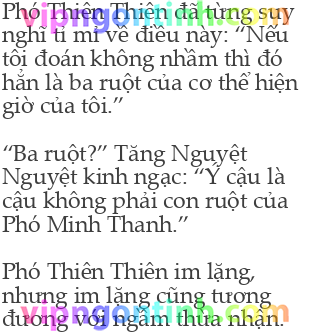 Phó Thiên Thiên đã từng suy
nghĩ tỉ mỉ về điều này: “Nếu
tôi đoán không nhầm thì đó
hẳn là ba ruột của cơ thể hiện
giờ của tôi.”
“Ba ruột?” Tăng Nguyệt
Nguyệt kinh ngạc: “Ý cậu là
cậu không phải con ruột của
Phó Minh Thanh.”
Phó Thiên Thiên im lặng,
nhưng im lặng cũng tương
đương với ngầm thừa nhận.
vipngontinh.com
vipngontinh.com